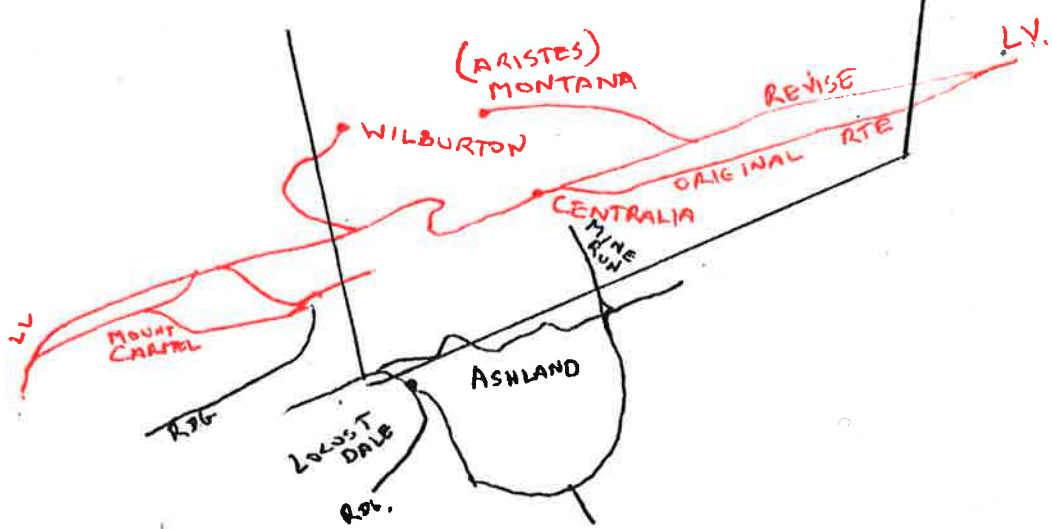 (ARISTES)
MONTANA
LV.
REVISE
WILBURTON
ORIGINAL RTE
CENTRALIA
MINE
RUN
MOUNT
CARMEL
ASHLAND
RDG
LOCUST
DALE
RDG.